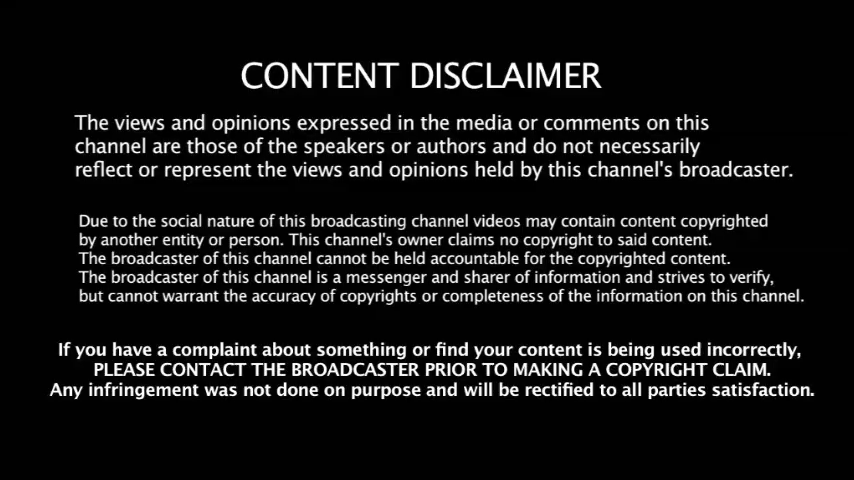 CONTENT DISCLAIMER
The views and opinions expressed in the media or comments on this
channel are those of the speakers or authors and do not necessarily
reflect or represent the views and opinions held by this channel's broadcaster.
Due to the social nature of this broadcasting channel videos may contain content copyrighted
by another entity or person. This channel's owner claims no copyright to said content.
The broadcaster of this channel cannot be held accountable for the copyrighted content.
The broadcaster of this channel is a messenger and sharer of information and strives to verify,
but cannot warrant the accuracy of copyrights or completeness of the information on this channel.
If you have a complaint about something or find your content is being used incorrectly,
PLEASE CONTACT THE BROADCASTER PRIOR TO MAKING A COPYRIGHT CLAIM.
Any infringement was not done on purpose and will be rectified to all parties satisfaction.